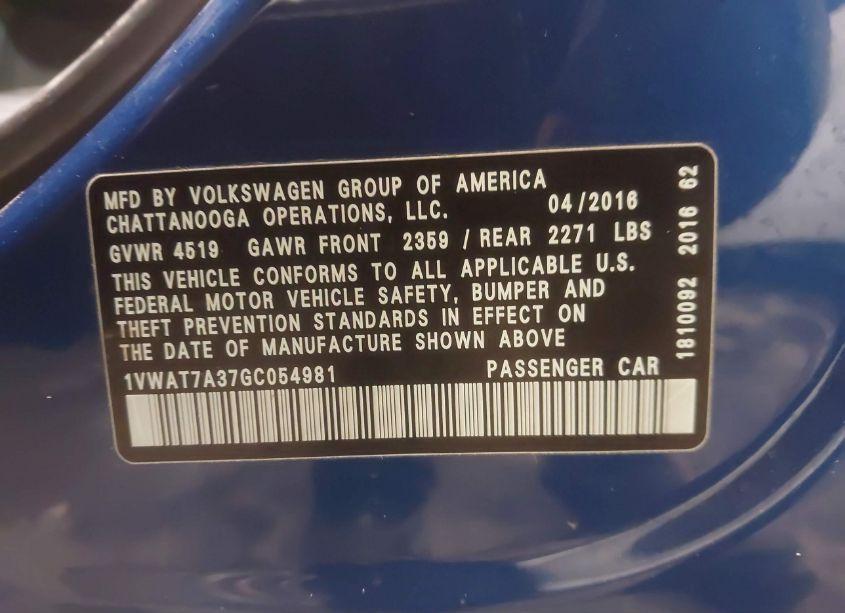 MFD BY VOLKSWAGEN GROUP OF AMERICA
CHATTANOOGA OPERATIONS, LLC. 04/2016
GVWR 4519 GAWR FRONT 2359 / REAR 2271 LBS
THIS VEHICLE CONFORMS TO ALL APPLICABLE U.S.
FEDERAL MOTOR VEHICLE SAFETY, BUMPER AND
THEFT PREVENTION STANDARDS IN EFFECT ON
THE DATE OF MANUFACTURE SHOWN ABOVE
1VWAT7A37GC054981 PASSENGER CAR
1810092 2016 62